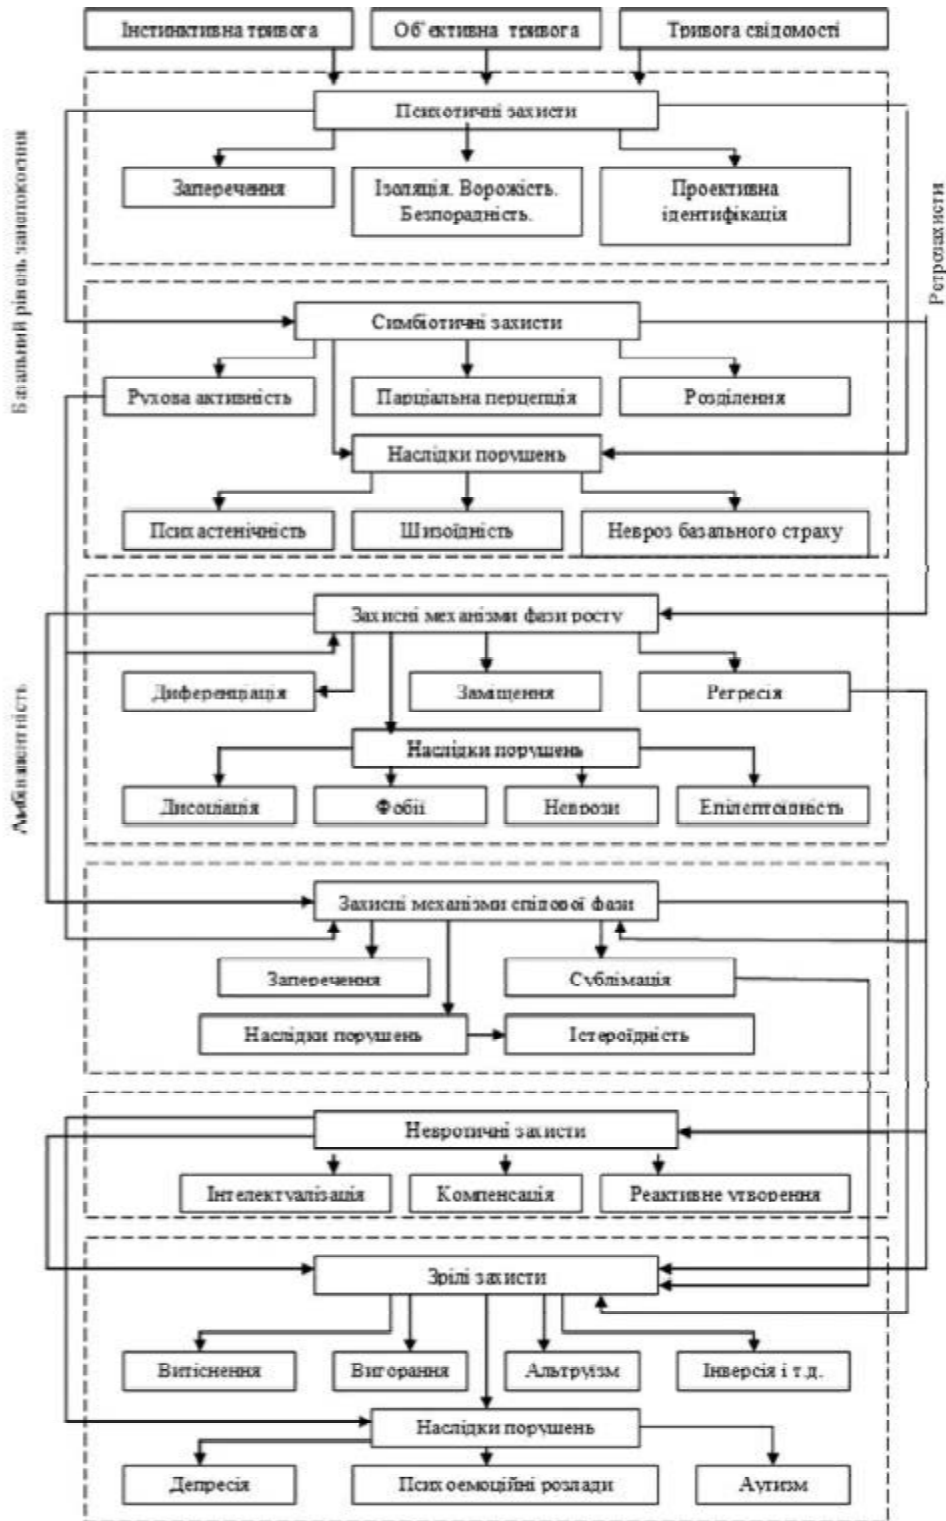 Інстинктивна тривога
Об'єктивна тривога
Тривога свідомості
Психотичні захисти
Заперечення
Ізоляція. Ворожість.
Безпорадність.
Проективна
ідентифікація
Базальний рівень занепокоєння
Ретрозахисти
Симбіотичні захисти
Рухова активність
Парціальна перцепція
Розділення
Наслідки порушень
Психастенічність
Шизоїдність
Невроз базального страху
Захисні механізми фази росту
Диференціація
Заміщення
Регресія
Амбівалентність
Наслідки порушень
Дисоціація
Фобії
Неврози
Епілептоїдність
Захисні механізми слідової фази
Заперечення
Сублімація
Наслідки порушень
Істероїдність
Невротичні захисти
Інтелектуалізація
Компенсація
Реактивне утворення
Зрілі захисти
Витіснення
Вигорання
Альтруїзм
Інверсія і т.д.
Наслідки порушень
Депресія
Психоемоційні розлади
Аутизм